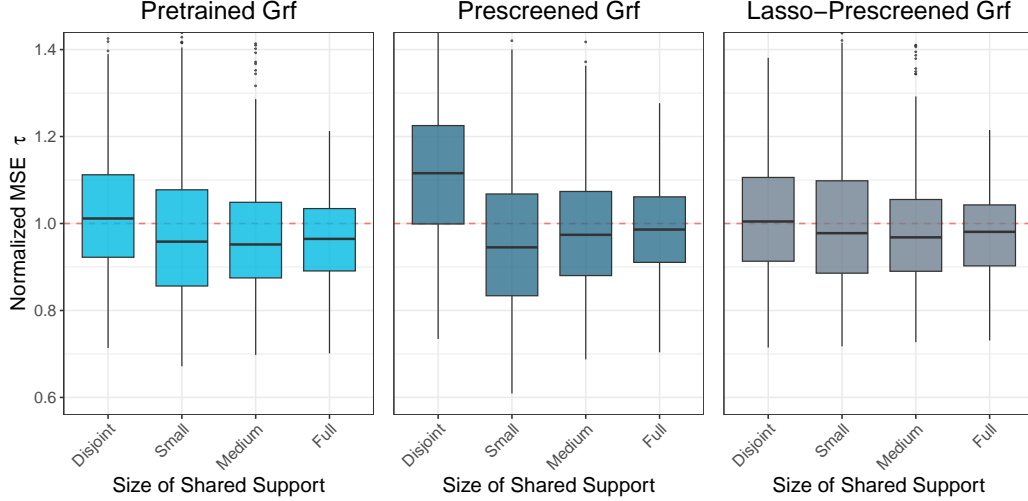 Pretrained Grf
Prescreened Grf
Lasso−Prescreened Grf
Normalized MSE τ
1.4
1.2
1.0
0.8
0.6
Disjoint
Small
Medium
Full
Disjoint
Small
Medium
Full
Disjoint
Small
Medium
Full
Size of Shared Support
Size of Shared Support
Size of Shared Support